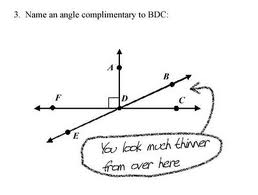 3. Name an angle complimentary to BDC:
A
B
F
D
C
E
You look much thinner
from over here